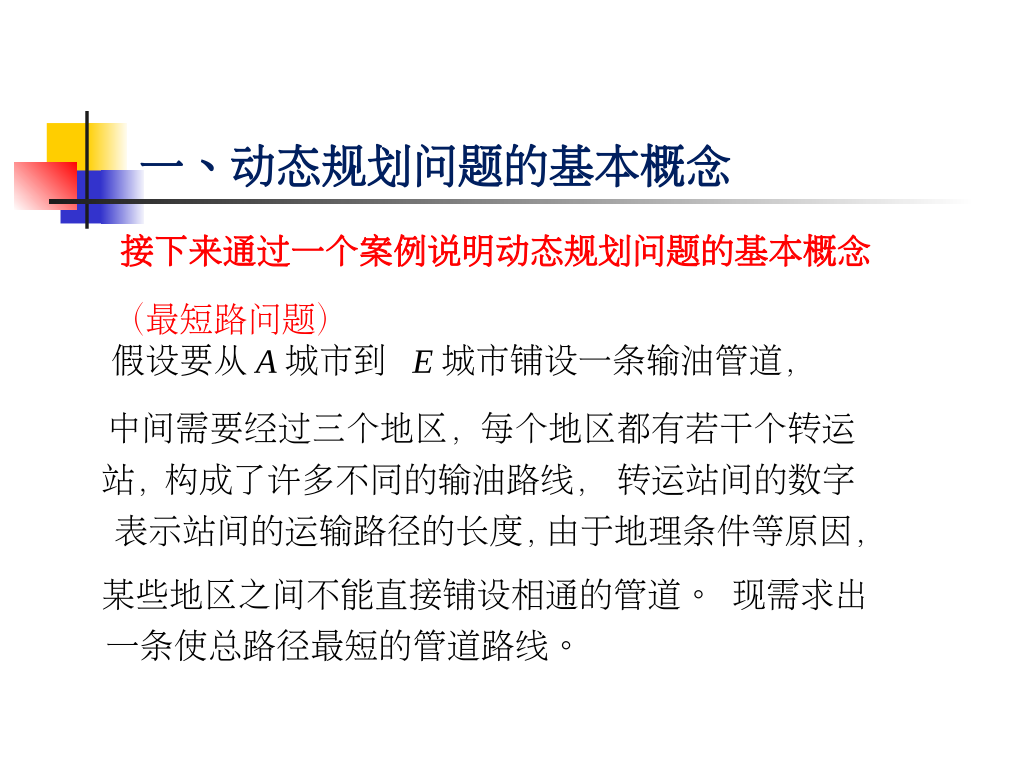 一、动态规划问题的基本概念
接下来通过一个案例说明动态规划问题的基本概念
（最短路问题）
假设要从 A 城市到 E 城市铺设一条输油管道，
中间需要经过三个地区，每个地区都有若干个转运
站，构成了许多不同的输油路线， 转运站间的数字
表示站间的运输路径的长度，由于地理条件等原因，
某些地区之间不能直接铺设相通的管道。 现需求出
一条使总路径最短的管道路线。